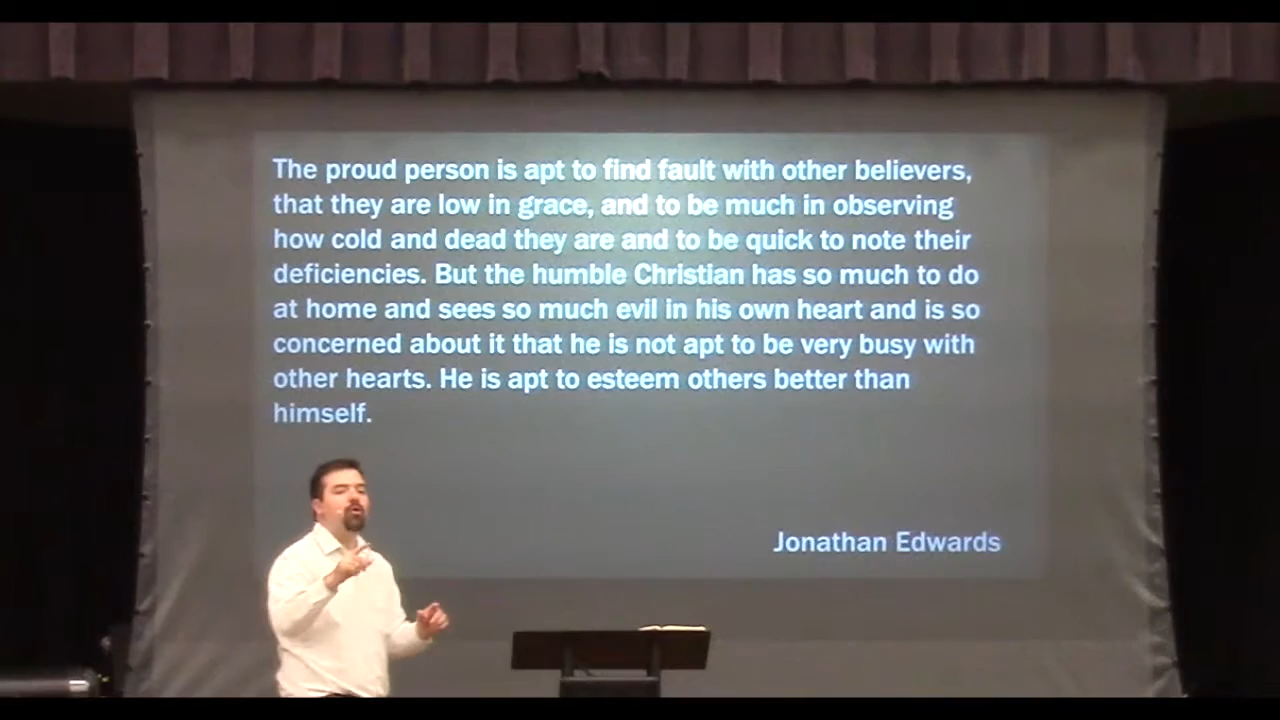 The proud person is apt to find fault with other believers,
that they are low in grace, and to be much in observing
how cold and dead they are and to be quick to note their
deficiencies. But the humble Christian has so much to do
at home and sees so much evil in his own heart and is so
concerned about it that he is not apt to be very busy with
other hearts. He is apt to esteem others better than
himself.
Jonathan Edwards